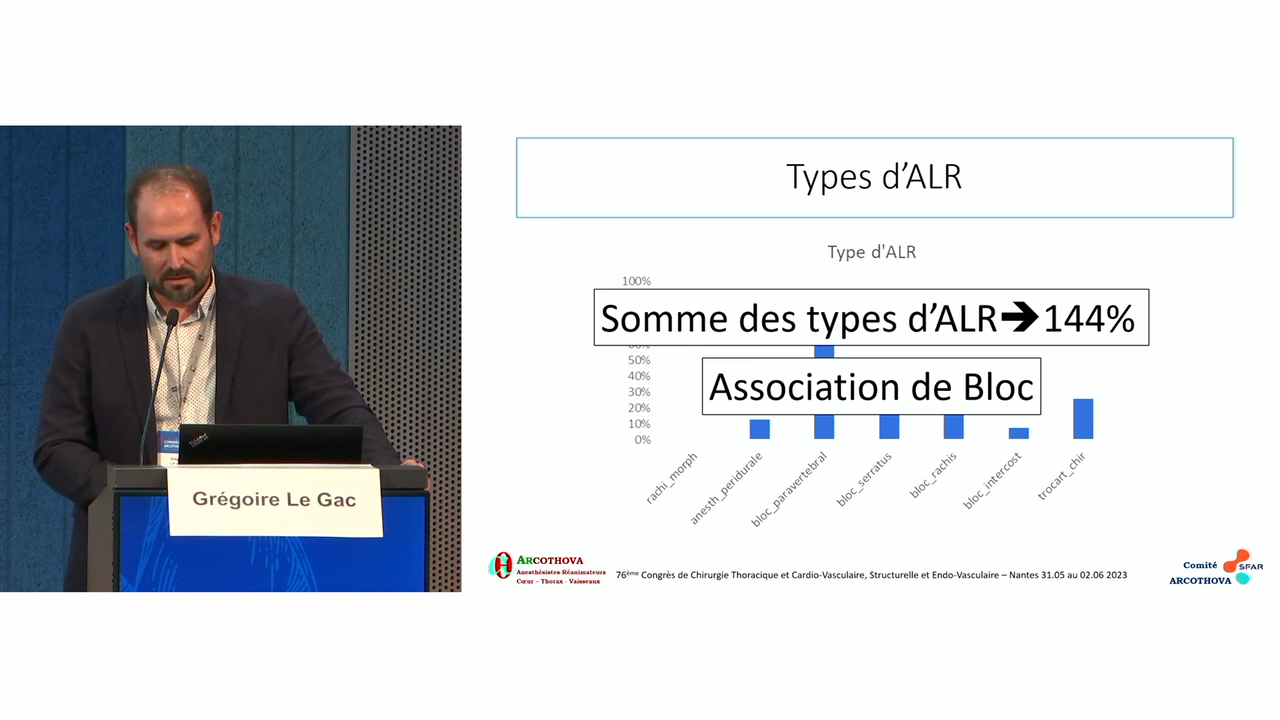 Types d'ALR
Type d'ALR
100%
Somme des types d'ALR➔144%
50%
Association de Bloc
40%
30%
20%
10%
0%
rachi_morph
anesth_peridurale
bloc_paravertebral
bloc_serratus
bloc_rachis
bloc_intercost
trocart_chir
Grégoire Le Gac
ARCOTHOVA
Anesthésistes-Réanimateurs
Cœur – Thorax - Vaisseaux
76ème Congrès de Chirurgie Thoracique et Cardio-Vasculaire, Structurelle et Endo-Vasculaire – Nantes 31.05 au 02.06 2023
Comité
SFAR
ARCOTHOVA